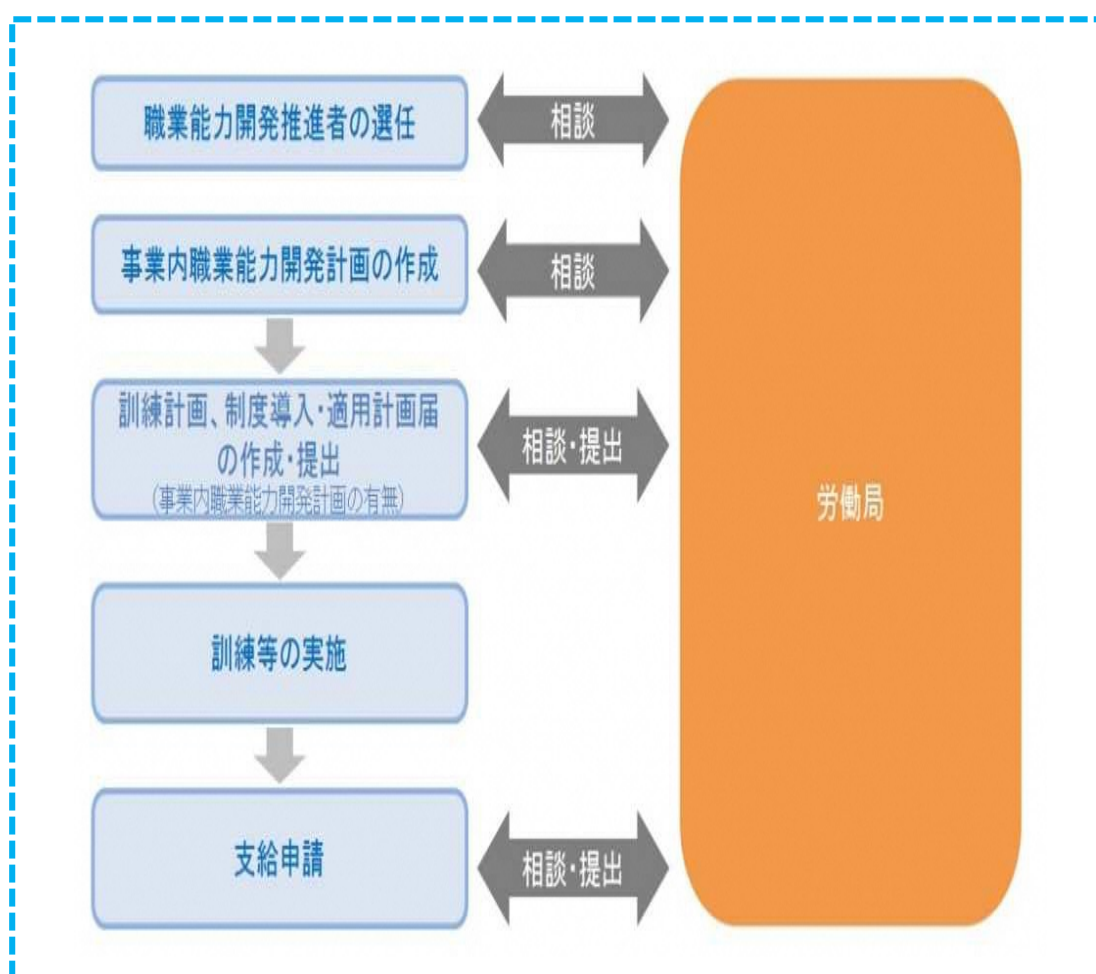 職業能力開発推進者の選任
相談
事業内職業能力開発計画の作成
相談
訓練計画、制度導入・適用計画届
の作成・提出
(事業内職業能力開発計画の有無)
相談・提出
労働局
訓練等の実施
支給申請
相談・提出